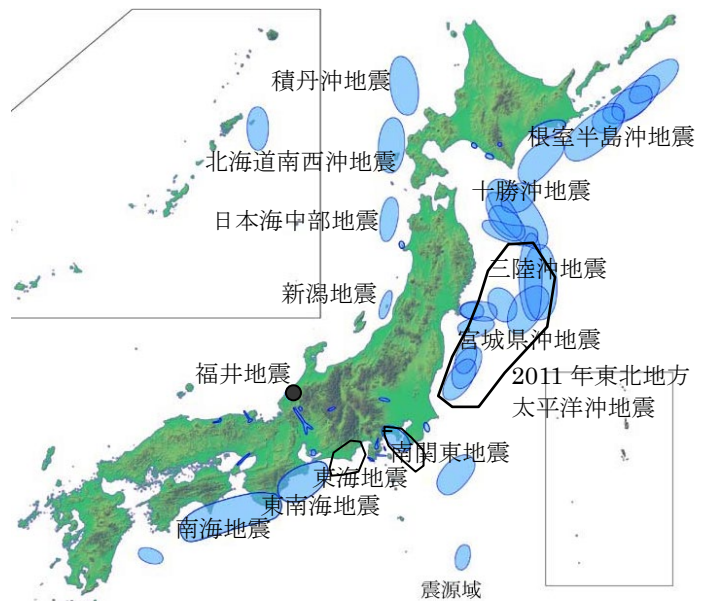 積丹沖地震
根室半島沖地震
北海道南西沖地震
十勝沖地震
日本海中部地震
三陸沖地震
新潟地震
宮城県沖地震
福井地震
2011 年東北地方
太平洋沖地震
南関東地震
東海地震
東南海地震
南海地震
震源域